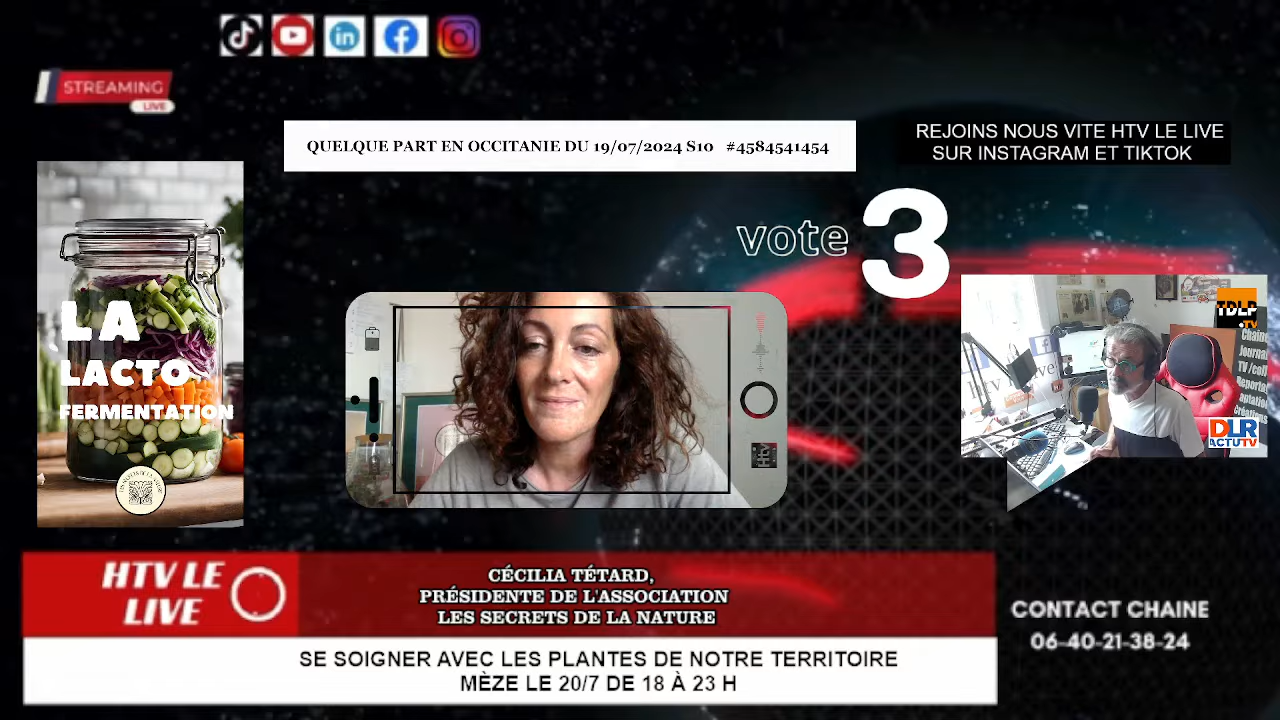 STREAMING
LIVE
QUELQUE PART EN OCCITANIE DU 19/07/2024 S10 #4584541454
REJOINS NOUS VITE HTV LE LIVE
SUR INSTAGRAM ET TIKTOK
vote 3
LA
LACTO
FERMENTATION
TDLP
.TV
Chaîne
Journal
DLR
ACTUTV
HTV LE
LIVE
CÉCILIA TÉTARD,
PRÉSIDENTE DE L'ASSOCIATION
LES SECRETS DE LA NATURE
CONTACT CHAINE
06-40-21-38-24
SE SOIGNER AVEC LES PLANTES DE NOTRE TERRITOIRE
MÈZE LE 20/7 DE 18 À 23 H